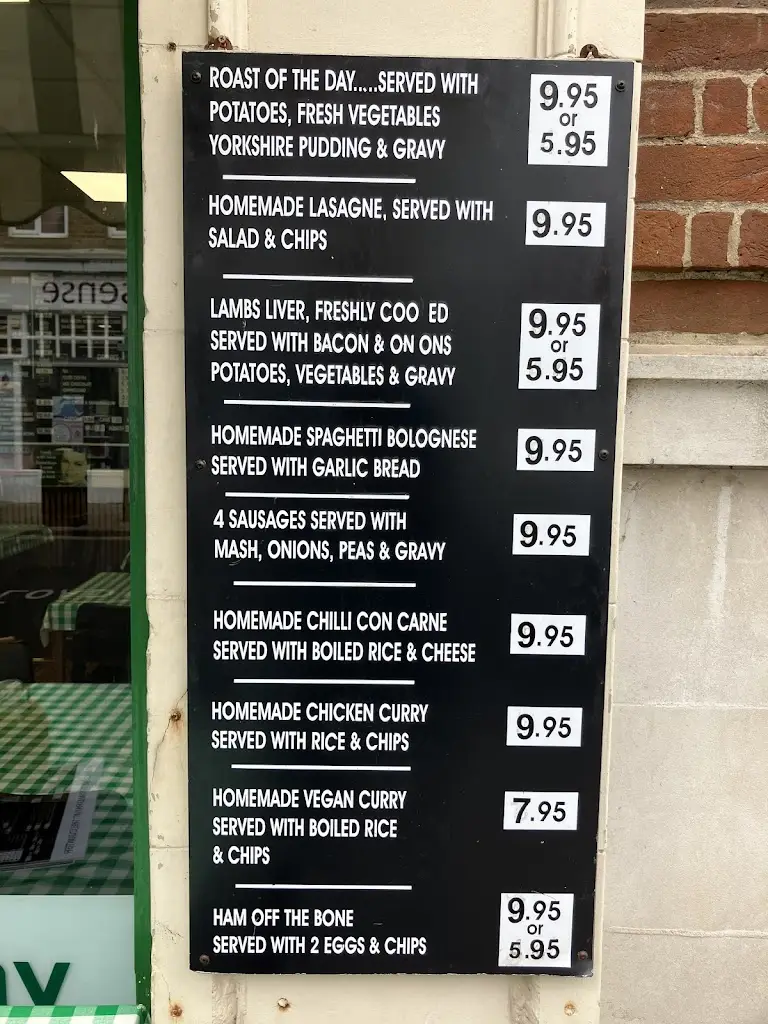 ROAST OF THE DAY.....SERVED WITH
POTATOES, FRESH VEGETABLES
YORKSHIRE PUDDING & GRAVY
9.95
or
5.95
HOMEMADE LASAGNE, SERVED WITH
SALAD & CHIPS
9.95
LAMBS LIVER, FRESHLY COO ED
SERVED WITH BACON & ON ONS
POTATOES, VEGETABLES & GRAVY
9.95
or
5.95
HOMEMADE SPAGHETTI BOLOGNESE
SERVED WITH GARLIC BREAD
9.95
4 SAUSAGES SERVED WITH
MASH, ONIONS, PEAS & GRAVY
9.95
HOMEMADE CHILLI CON CARNE
SERVED WITH BOILED RICE & CHEESE
9.95
HOMEMADE CHICKEN CURRY
SERVED WITH RICE & CHIPS
9.95
HOMEMADE VEGAN CURRY
SERVED WITH BOILED RICE
& CHIPS
7.95
HAM OFF THE BONE
SERVED WITH 2 EGGS & CHIPS
9.95
or
5.95
sense